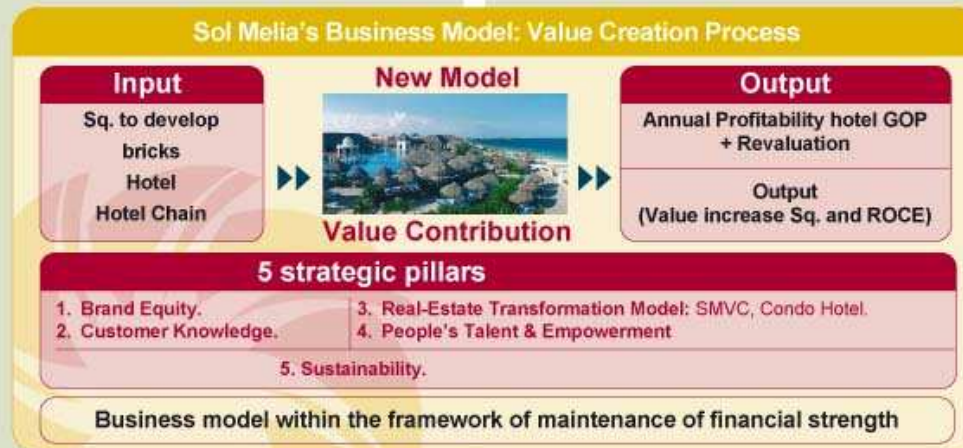 Sol Melia's Business Model: Value Creation Process
Input
Sq. to develop
bricks
Hotel
Hotel Chain
New Model
Value Contribution
Output
Annual Profitability hotel GOP
+ Revaluation
Output
(Value increase Sq. and ROCE)
5 strategic pillars
1. Brand Equity.
2. Customer Knowledge.
3. Real-Estate Transformation Model: SMVC, Condo Hotel.
4. People's Talent & Empowerment
5. Sustainability.
Business model within the framework of maintenance of financial strength